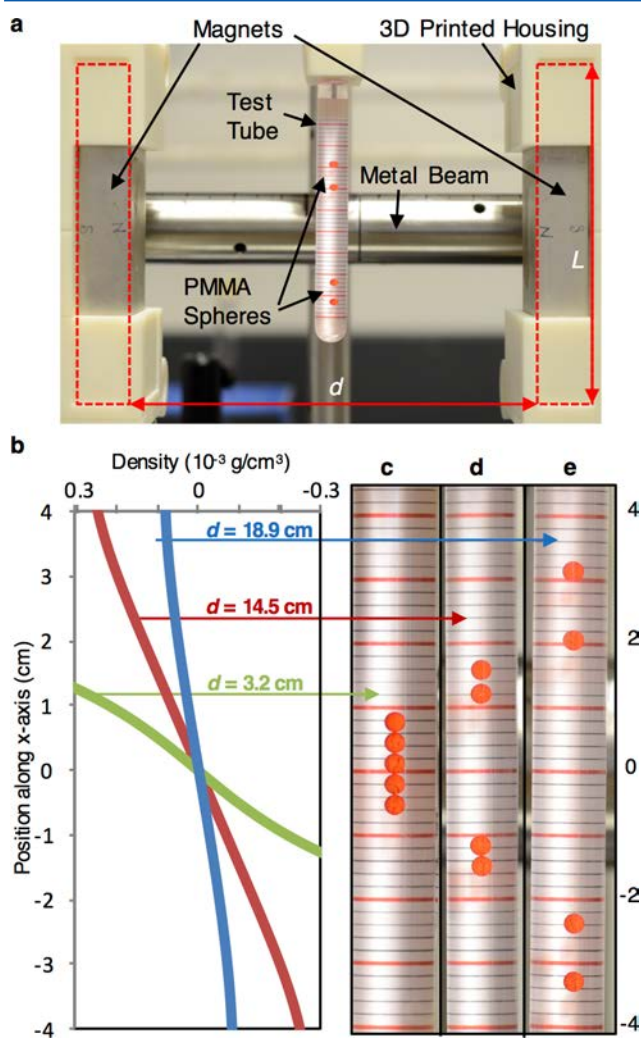 a
Magnets
3D Printed Housing
Test
Tube
Metal Beam
PMMA
Spheres
S
N
N
S
L
d
b
Density (10⁻³ g/cm³)
c
d
e
0.3
0
-0.3
4
3
2
1
0
-1
-2
-3
-4
Position along x-axis (cm)
d = 18.9 cm
d = 14.5 cm
d = 3.2 cm
4
2
0
-2
-4